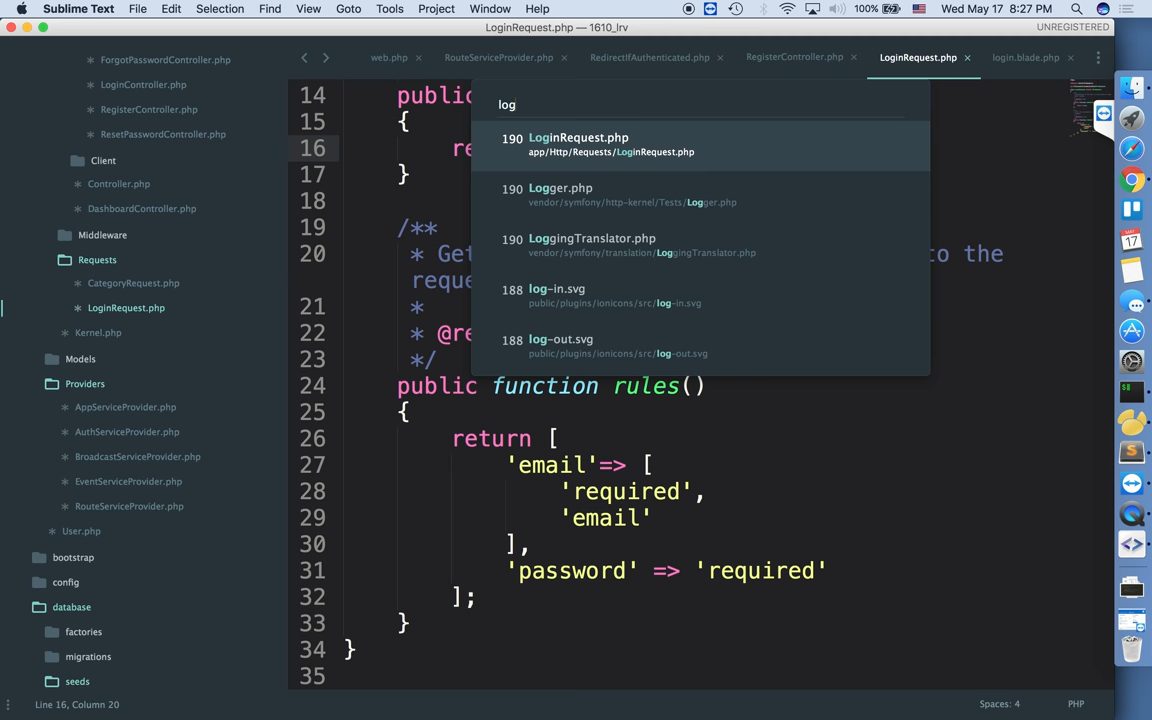 Sublime Text File Edit Selection Find View Goto Tools Project Window Help 100% Wed May 17 8:27 PM
LoginRequest.php — 1610_lrv UNREGISTERED
web.php × RouteServiceProvider.php × RedirectIfAuthenticated.php × RegisterController.php × LoginRequest.php × login.blade.php ×
ForgotPasswordController.php
LoginController.php
RegisterController.php
ResetPasswordController.php
Client
Controller.php
DashboardController.php
Middleware
Requests
CategoryRequest.php
LoginRequest.php
Kernel.php
Models
Providers
AppServiceProvider.php
AuthServiceProvider.php
BroadcastServiceProvider.php
EventServiceProvider.php
RouteServiceProvider.php
User.php
bootstrap
config
database
factories
migrations
seeds
log
190 LoginRequest.php
app/Http/Requests/LoginRequest.php
190 Logger.php
vendor/symfony/http-kernel/Tests/Logger.php
190 LoggingTranslator.php
vendor/symfony/translation/LoggingTranslator.php
188 log-in.svg
public/plugins/ionicons/src/log-in.svg
188 log-out.svg
public/plugins/ionicons/src/log-out.svg
14 public
15 {
16 re
17 }
18
19 /**
20 * Get to the
reque
21 *
22 * @re
23 */
24 public function rules()
25 {
26 return [
27 'email'=> [
28 'required',
29 'email'
30 ],
31 'password' => 'required'
32 ];
33 }
34 }
35
Line 16, Column 20 Spaces: 4 PHP